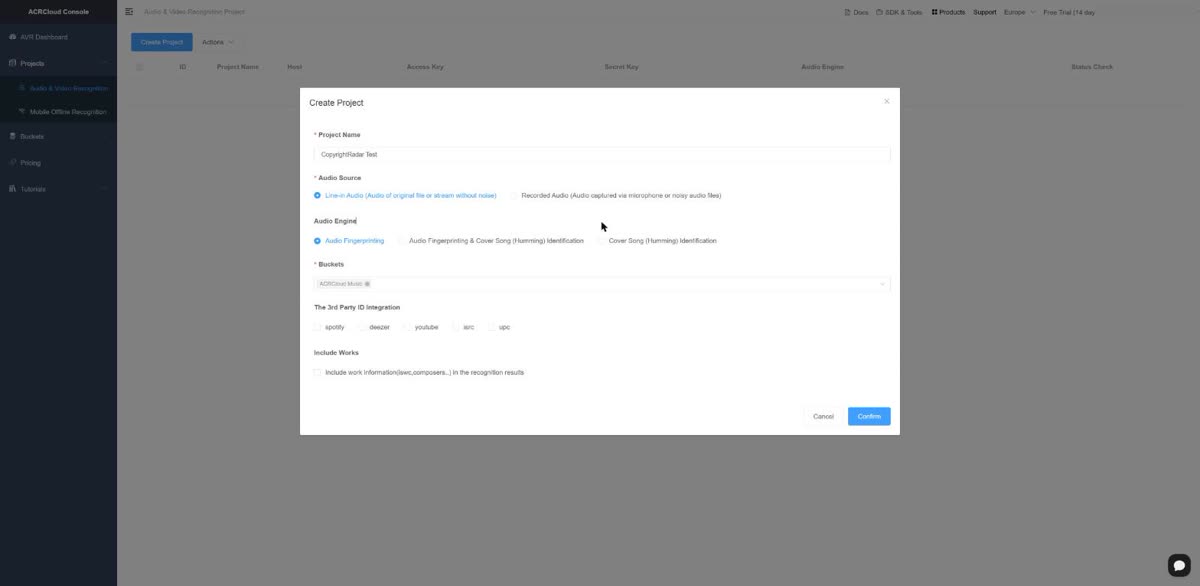 ACRCloud Console
Audio & Video Recognition Project
Docs SDK & Tools Products Support Europe Free Trial (14 day
AVR Dashboard
Projects
Audio & Video Recognition
Mobile Offline Recognition
Buckets
Pricing
Tutorials
Create Project Actions
ID Project Name Host Access Key Secret Key Audio Engine Status Check
Create Project
* Project Name
CopyrightRadar Test
* Audio Source
Line-in Audio (Audio of original file or stream without noise) Recorded Audio (Audio captured via microphone or noisy audio files)
Audio Engine
Audio Fingerprinting Audio Fingerprinting & Cover Song (Humming) Identification Cover Song (Humming) Identification
* Buckets
ACRCloud Music
The 3rd Party ID Integration
spotify deezer youtube isrc upc
Include Works
Include work information(iswc,composers..) in the recognition results
Cancel Confirm